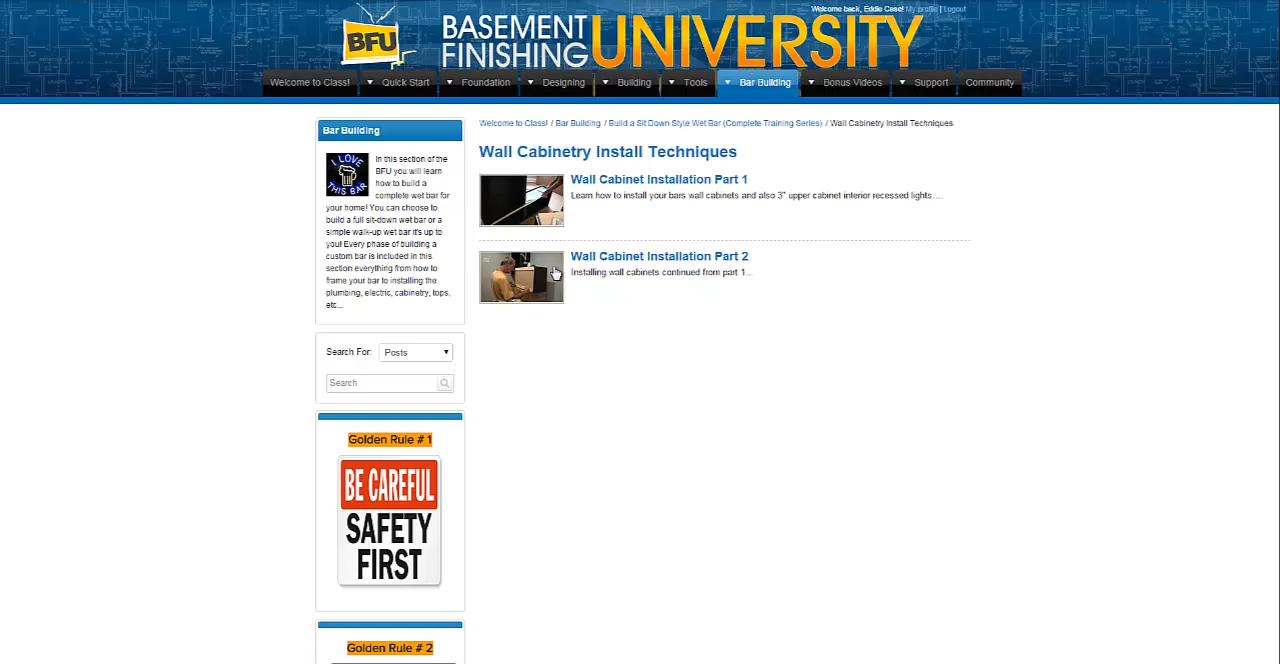 Welcome back, Eddie Case! My profile | Logout
BFU
BASEMENT
FINISHING
UNIVERSITY
Welcome to Class! Quick Start Foundation Designing Building Tools Bar Building Bonus Videos Support Community
Welcome to Class! / Bar Building / Build a Sit Down Style Wet Bar (Complete Training Series) / Wall Cabinetry Install Techniques
Bar Building
I LOVE
THIS BAR
In this section of the
BFU you will learn
how to build a
complete wet bar for
your home! You can choose to
build a full sit-down wet bar or a
simple walk-up wet bar it's up to
you! Every phase of building a
custom bar is included in this
section everything from how to
frame your bar to installing the
plumbing, electric, cabinetry, tops,
etc...
Search For: Posts
Search
Golden Rule # 1
BE CAREFUL
SAFETY
FIRST
Golden Rule # 2
Wall Cabinetry Install Techniques
Wall Cabinet Installation Part 1
Learn how to install your bars wall cabinets and also 3" upper cabinet interior recessed lights....
Wall Cabinet Installation Part 2
Installing wall cabinets continued from part 1...